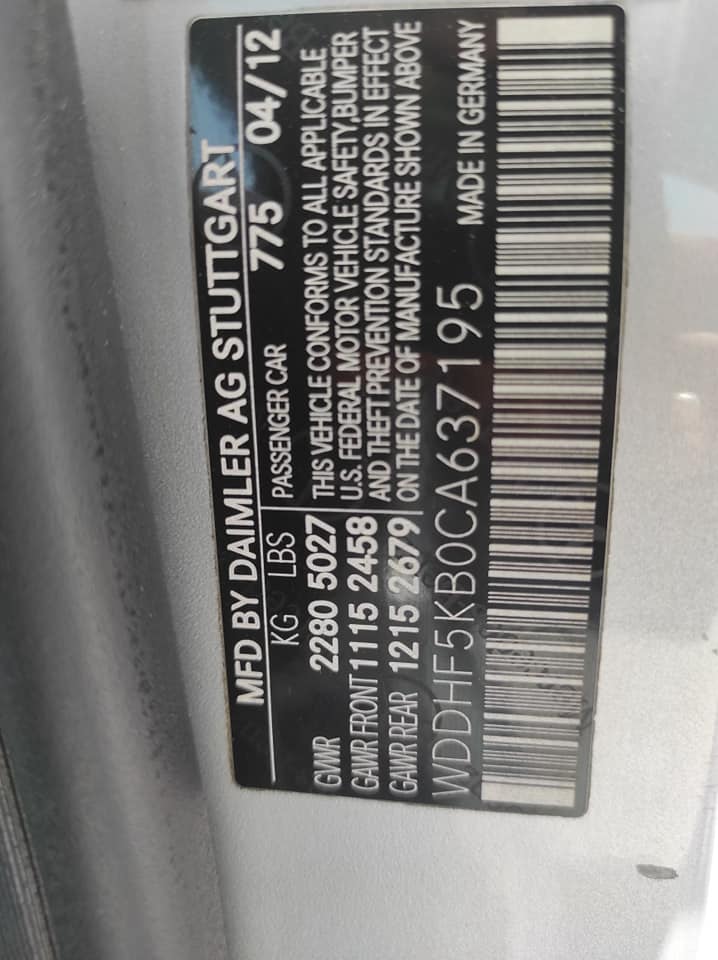 MFD BY DAIMLER AG STUTTGART
KG LBS PASSENGER CAR 775 04/12
GVWR 2280 5027 THIS VEHICLE CONFORMS TO ALL APPLICABLE
GAWR FRONT 1115 2458 U.S. FEDERAL MOTOR VEHICLE SAFETY,BUMPER
GAWR REAR 1215 2679 AND THEFT PREVENTION STANDARDS IN EFFECT
ON THE DATE OF MANUFACTURE SHOWN ABOVE
WDDHF5KB0CA637195 MADE IN GERMANY